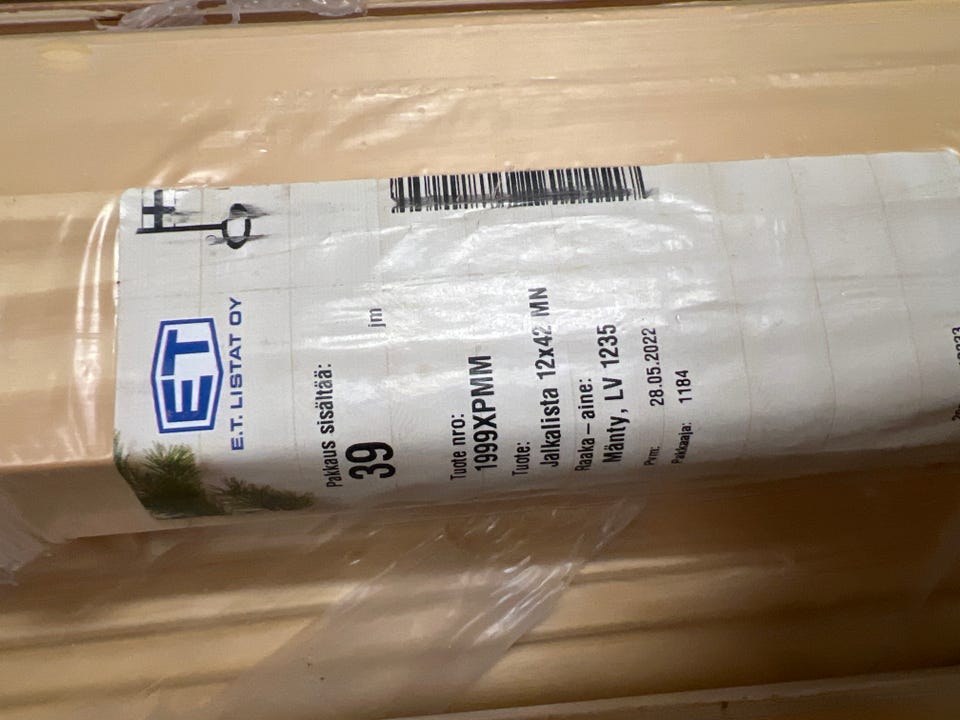 ET
E.T. LISTAT OY
Pakkaus sisältää:
39 jm
Tuote nro:
1999XPMM
Tuote:
Jalkalista 12x42 MN
Raaka-aine:
Mänty, LV 1235
Pvm: 28.05.2022
Pakkaaja: 1184